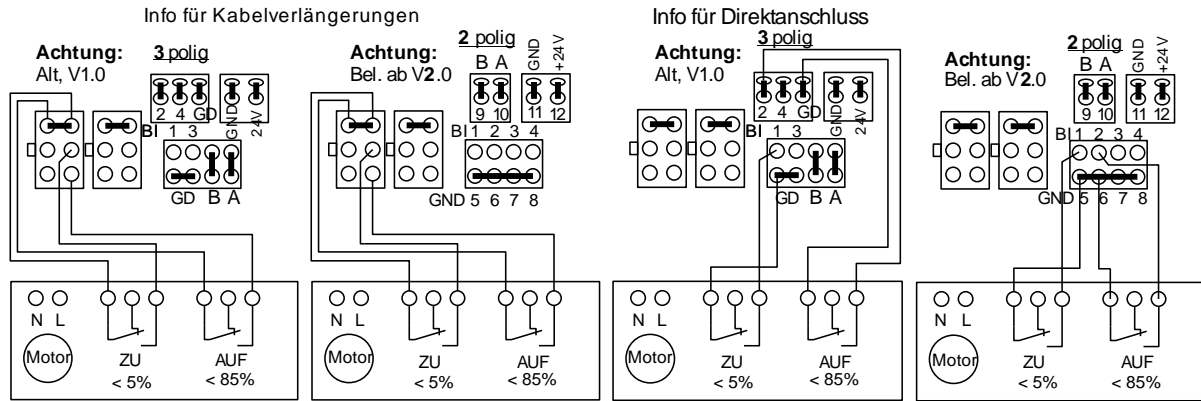 Info für Kabelverlängerungen
Achtung:
Alt, V1.0
3 polig
2 4 GD
GND
24V
BI 1 3
GD B A
N L
Motor
ZU
< 5%
AUF
< 85%
Achtung:
Bel. ab V2.0
2 polig
B A
GND
+24V
9 10 11 12
BI 1 2 3 4
GND 5 6 7 8
N L
Motor
ZU
< 5%
AUF
< 85%
Info für Direktanschluss
Achtung:
Alt, V1.0
3 polig
2 4 GD
GND
24V
BI 1 3
GD B A
N L
Motor
ZU
< 5%
AUF
< 85%
Achtung:
Bel. ab V2.0
2 polig
B A
GND
+24V
9 10 11 12
BI 1 2 3 4
GND 5 6 7 8
N L
Motor
ZU
< 5%
AUF
< 85%